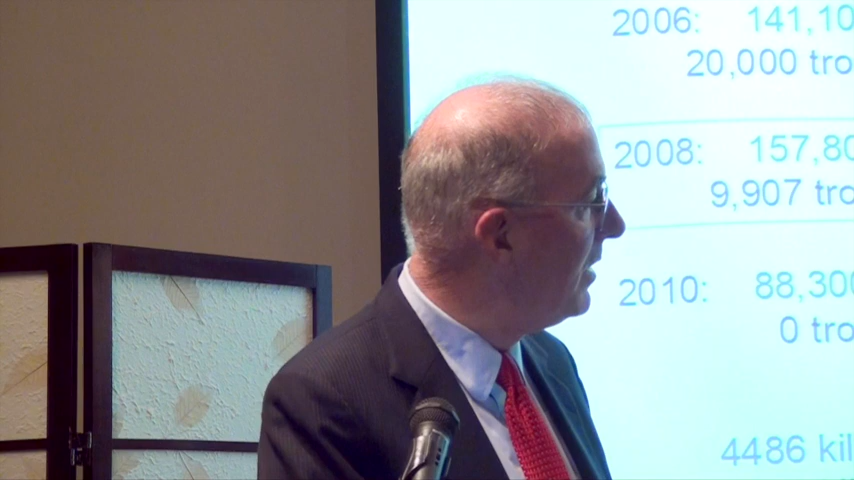 2006: 141,10
20,000 tro
2008: 157,80
9,907 tro
2010: 88,300
0 tro
4486 kil